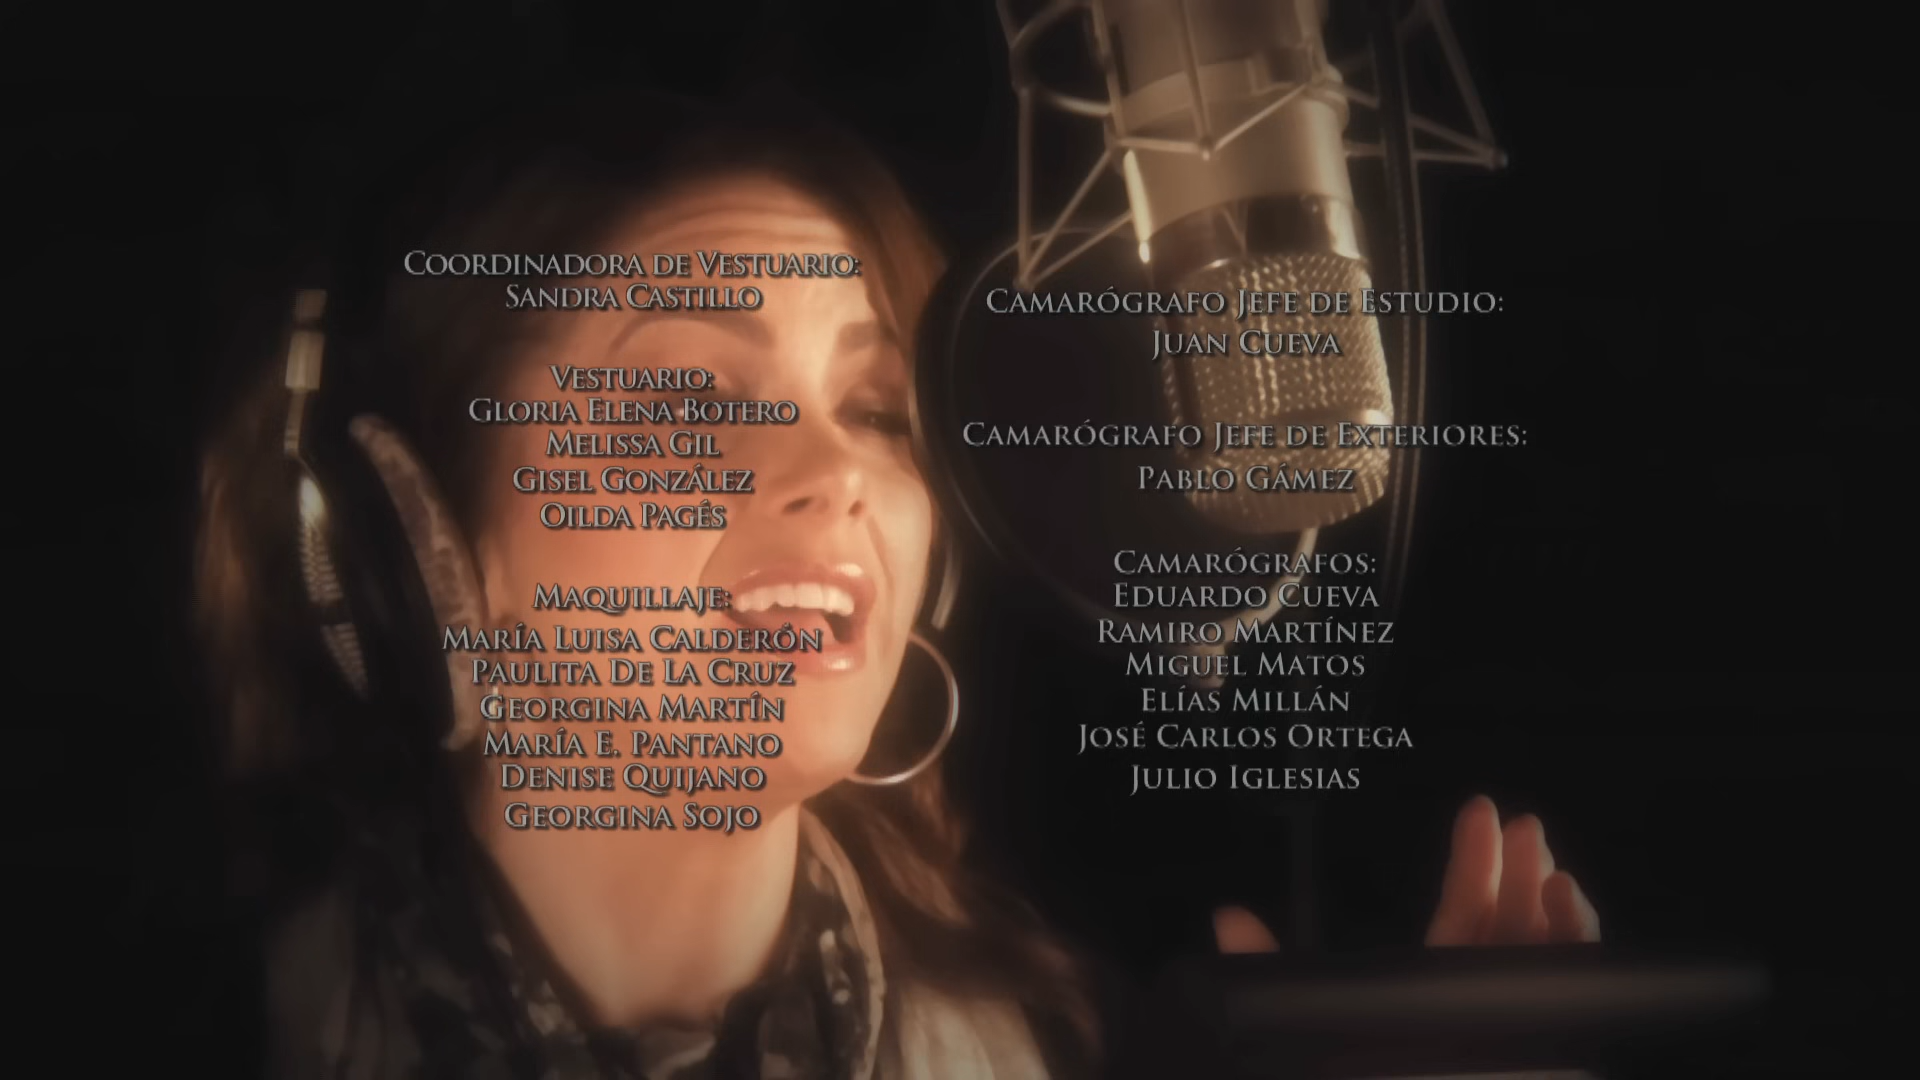 Coordinadora de Vestuario:
Sandra Castillo
Vestuario:
Gloria Elena Botero
Melissa Gil
Gisel González
Oilda Pagés
Maquillaje:
María Luisa Calderón
Paulita De La Cruz
Georgina Martín
María E. Pantano
Denise Quijano
Georgina Sojo
Camarógrafo Jefe de Estudio:
Juan Cueva
Camarógrafo Jefe de Exteriores:
Pablo Gámez
Camarógrafos:
Eduardo Cueva
Ramiro Martínez
Miguel Matos
Elías Millán
José Carlos Ortega
Julio Iglesias